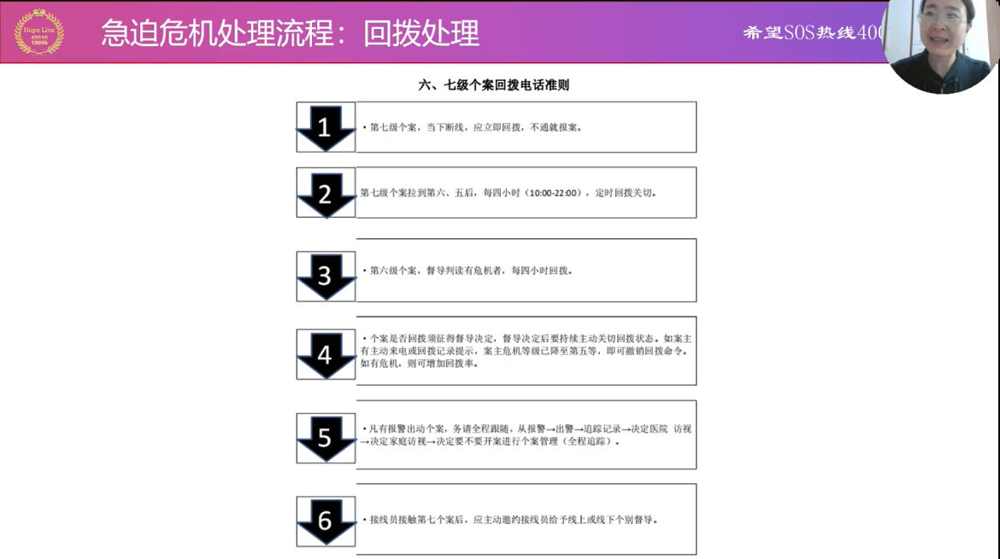 Hope Line
40016
19995
急迫危机处理流程：回拨处理
希望SOS热线400
六、七级个案回拨电话准则
1
·第七级个案，当下断线，应立即回拨，不通就报案。
2
第七级个案拉到第六、五后，每四小时（10:00-22:00），定时回拨关切。
3
·第六级个案，督导判读有危机者，每四小时回拨。
4
·个案是否回拨须征得督导决定，督导决定后要持续主动关切回拨状态。如案主
有主动来电或回拨记录提示，案主危机等级已降至第五等，即可撤销回拨命令。
如有危机，则可增加回拨率。
5
·凡有报警出动个案，务请全程跟随，从报警→出警→追踪记录→决定医院 访视
→决定家庭访视→决定要不要开案进行个案管理（全程追踪）。
6
·接线员接触第七个案后，应主动邀约接线员给予线上或线下个别督导。